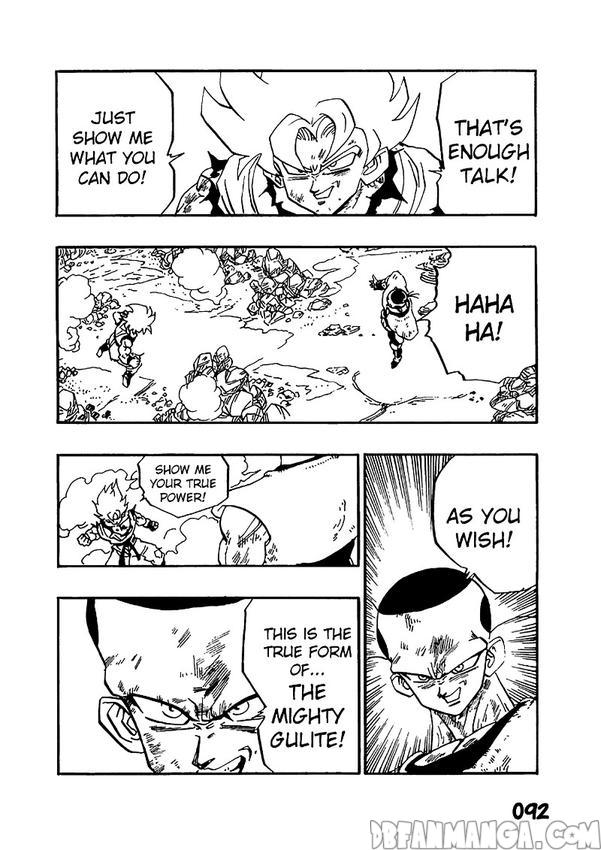 JUST
SHOW ME
WHAT YOU
CAN DO!
THAT'S
ENOUGH
TALK!
HAHA
HA!
SHOW ME
YOUR TRUE
POWER!
AS YOU
WISH!
THIS IS THE
TRUE FORM
OF...
THE
MIGHTY
GULITE!
092
DBFANMANGA.COM